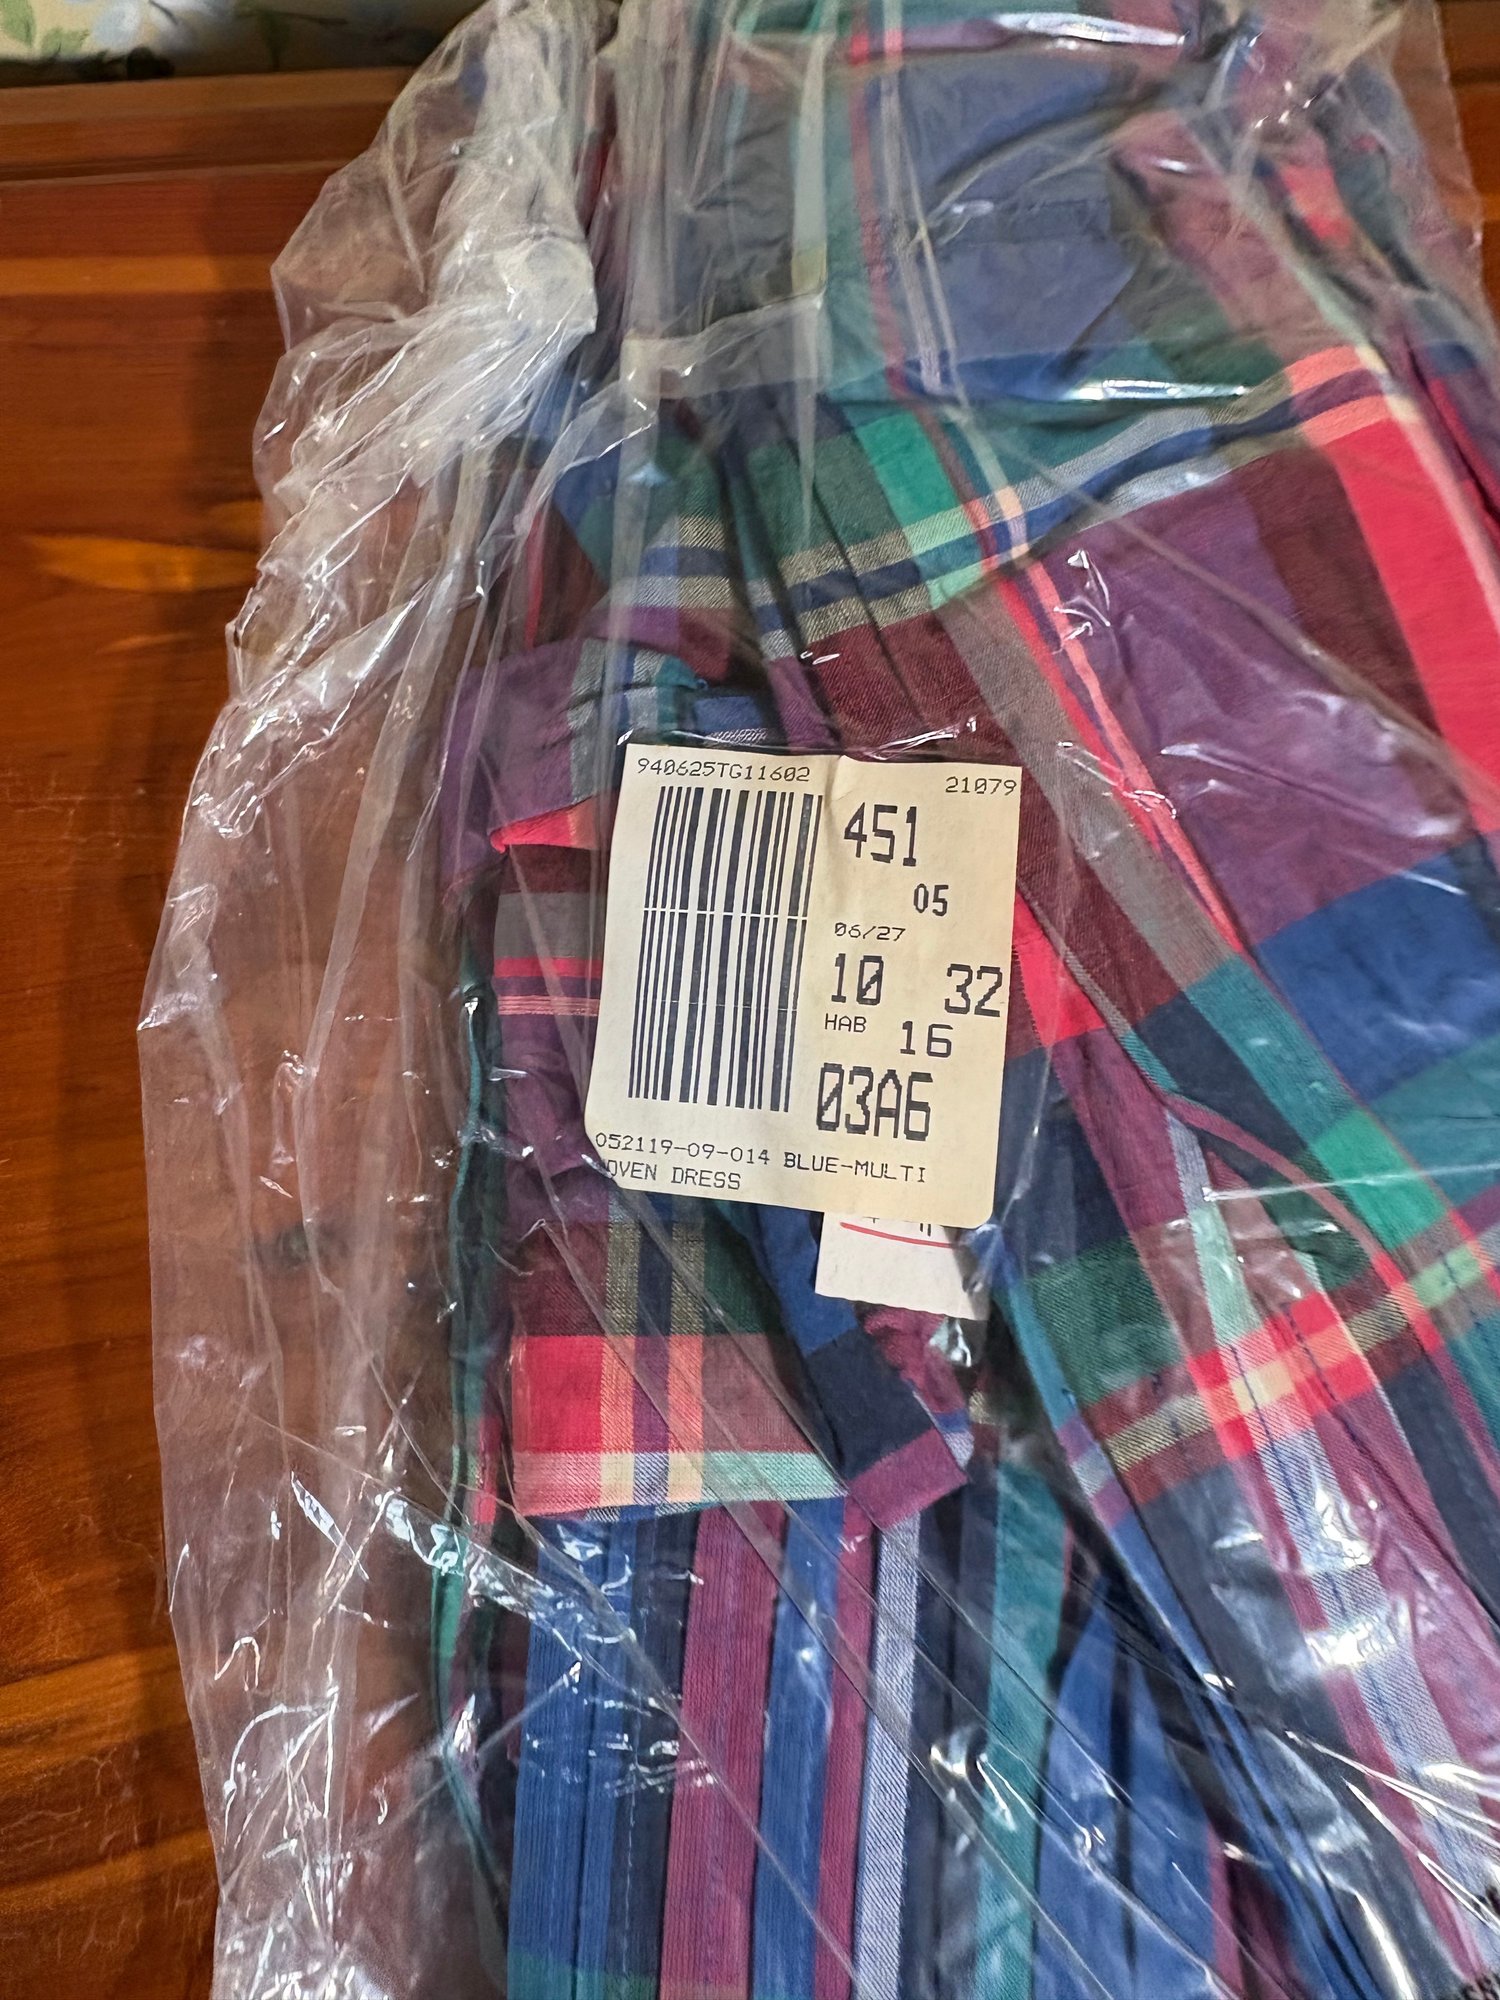 940625TG11602 21079
451
05
06/27
10 32
HAB 16
03A6
052119-09-014 BLUE-MULTI
OVEN DRESS